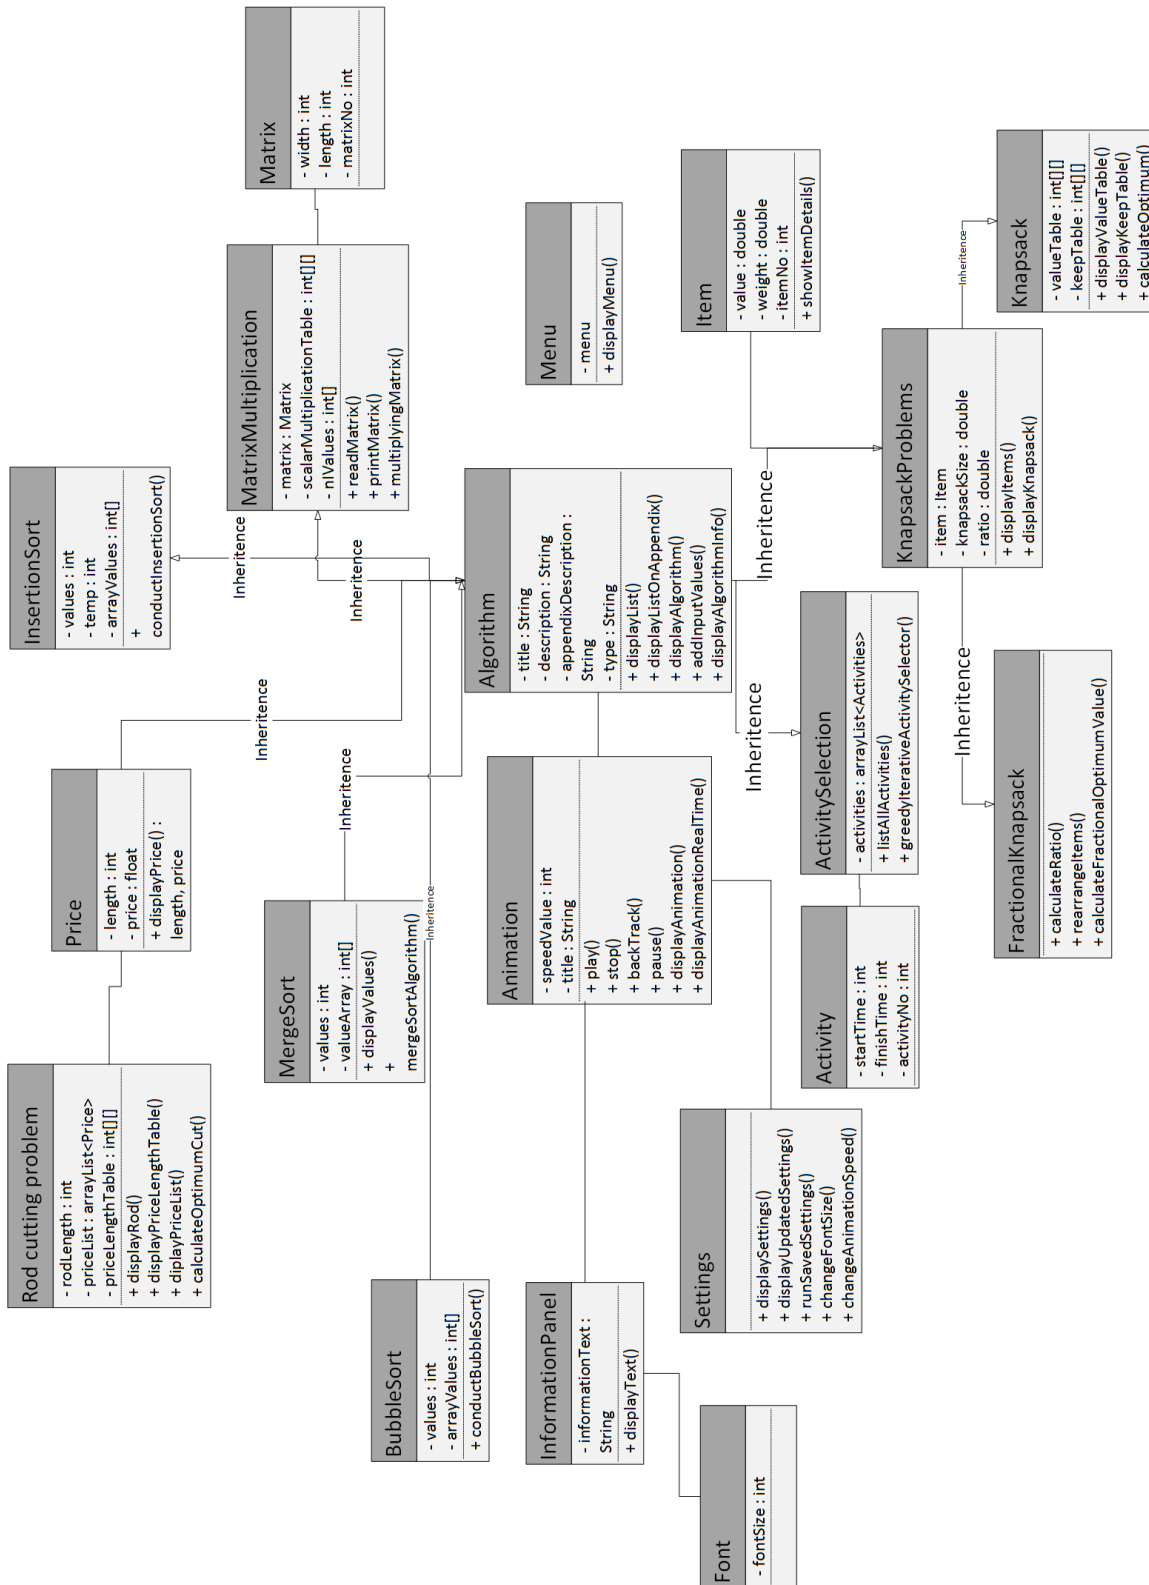 Rod cutting problem
- rodLength : int
- priceList : arrayList<Price>
- priceLengthTable : int[][]
+ displayRod()
+ displayPriceLengthTable()
+ diplayPriceList()
+ calculateOptimumCut()
Price
- length : int
- price : float
+ displayPrice() :
length, price
InsertionSort
- values : int
- temp : int
- arrayValues : int[]
+
conductInsertionSort()
Matrix
- width : int
- length : int
- matrixNo : int
MatrixMultiplication
- matrix : Matrix
- scalarMultiplicationTable : int[][]
- nIValues : int[]
+ readMatrix()
+ printMatrix()
+ multiplyingMatrix()
Inheritence
Inheritence
Inheritence
Inheritence
Inheritence
MergeSort
- values : int
- valueArray : int[]
+ displayValues()
+
mergeSortAlgorithm()
BubbleSort
- values : int
- arrayValues : int[]
+ conductBubbleSort()
Algorithm
- title : String
- description : String
- appendixDescription :
String
- type : String
+ displayList()
+ displayListOnAppendix()
+ displayAlgorithm()
+ addInputValues()
+ displayAlgorithmInfo()
Menu
- menu
+ displayMenu()
Animation
- speedValue : int
- title : String
+ play()
+ stop()
+ backTrack()
+ pause()
+ displayAnimation()
+ displayAnimationRealTime()
InformationPanel
- informationText :
String
+ displayText()
Font
- fontSize : int
Settings
+ displaySettings()
+ displayUpdatedSettings()
+ runSavedSettings()
+ changeFontSize()
+ changeAnimationSpeed()
Item
- value : double
- weight : double
- itemNo : int
+ showItemDetails()
Inheritence
Inheritence
Activity
- startTime : int
- finishTime : int
- activityNo : int
ActivitySelection
- activities : arrayList<Activities>
+ listAllActivities()
+ greedyIterativeActivitySelector()
KnapsackProblems
- item : Item
- knapsackSize : double
- ratio : double
+ displayItems()
+ displayKnapsack()
Inheritence
Inheritence
FractionalKnapsack
+ calculateRatio()
+ rearrangeItems()
+ calculateFractionalOptimumValue()
Knapsack
- valueTable : int[][]
- keepTable : int[][]
+ displayValueTable()
+ displayKeepTable()
+ calculateOptimum()